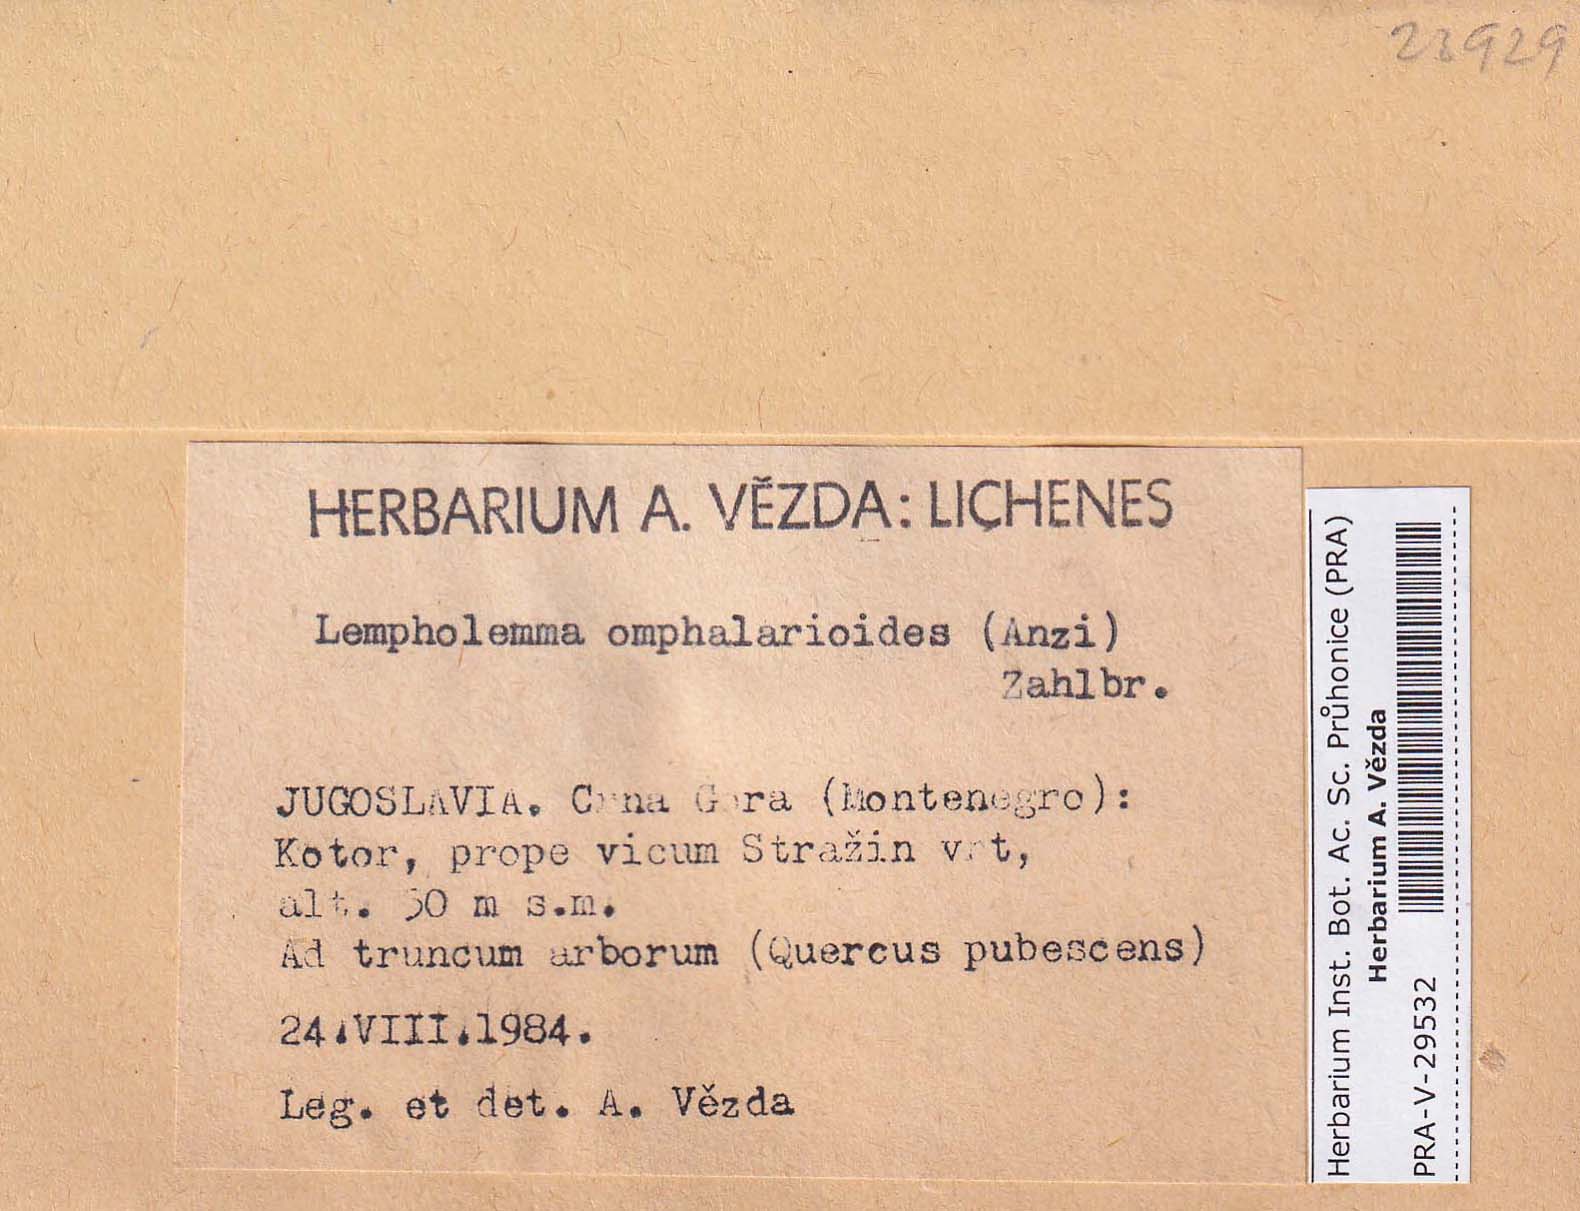 23929
HERBARIUM A. VĚZDA: LICHENES
Lempholemma omphalarioides (Anzi)
Zahlbr.
JUGOSLAVIA. Crna Gora (Montenegro):
Kotor, prope vicum Stražin vrt,
alt. 50 m s.m.
Ad truncum arborum (Quercus pubescens)
24.VIII.1984.
Leg. et det. A. Vězda
Herbarium Inst. Bot. Ac. Sc. Průhonice (PRA)
Herbarium A. Vězda
PRA-V-29532